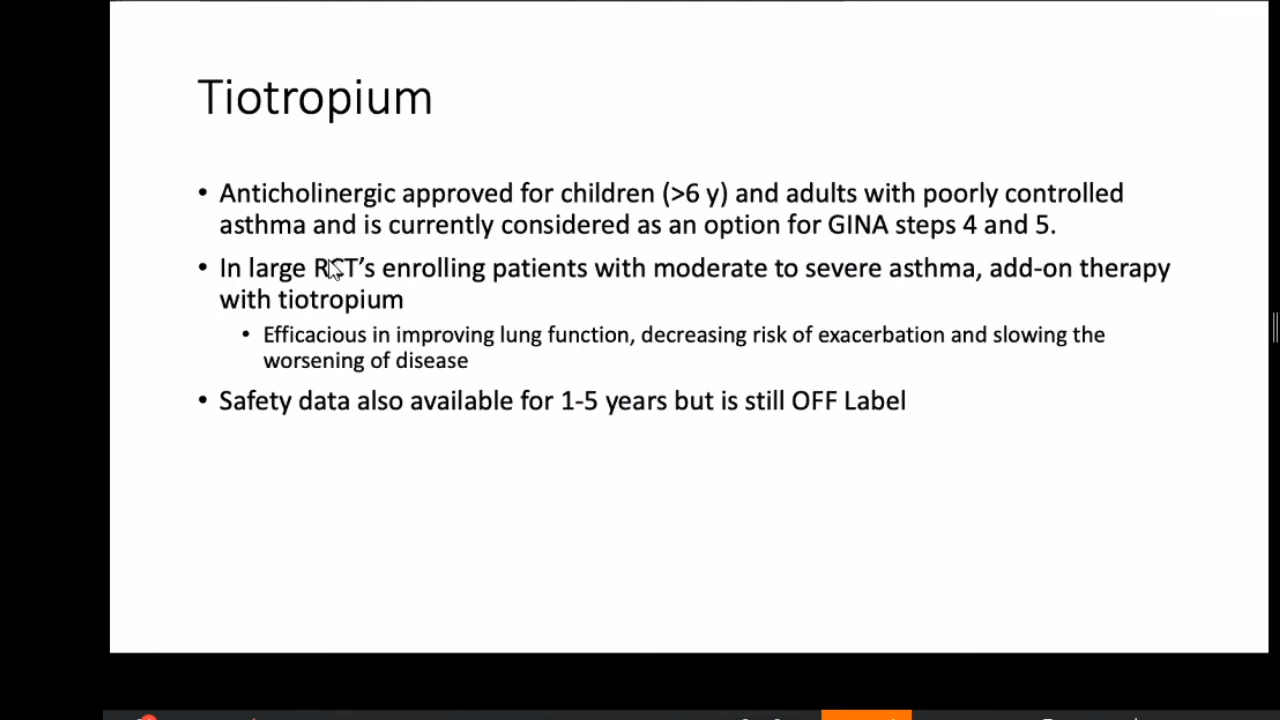 Tiotropium
• Anticholinergic approved for children (>6 y) and adults with poorly controlled
asthma and is currently considered as an option for GINA steps 4 and 5.
• In large RCT’s enrolling patients with moderate to severe asthma, add-on therapy
with tiotropium
• Efficacious in improving lung function, decreasing risk of exacerbation and slowing the
worsening of disease
• Safety data also available for 1-5 years but is still OFF Label